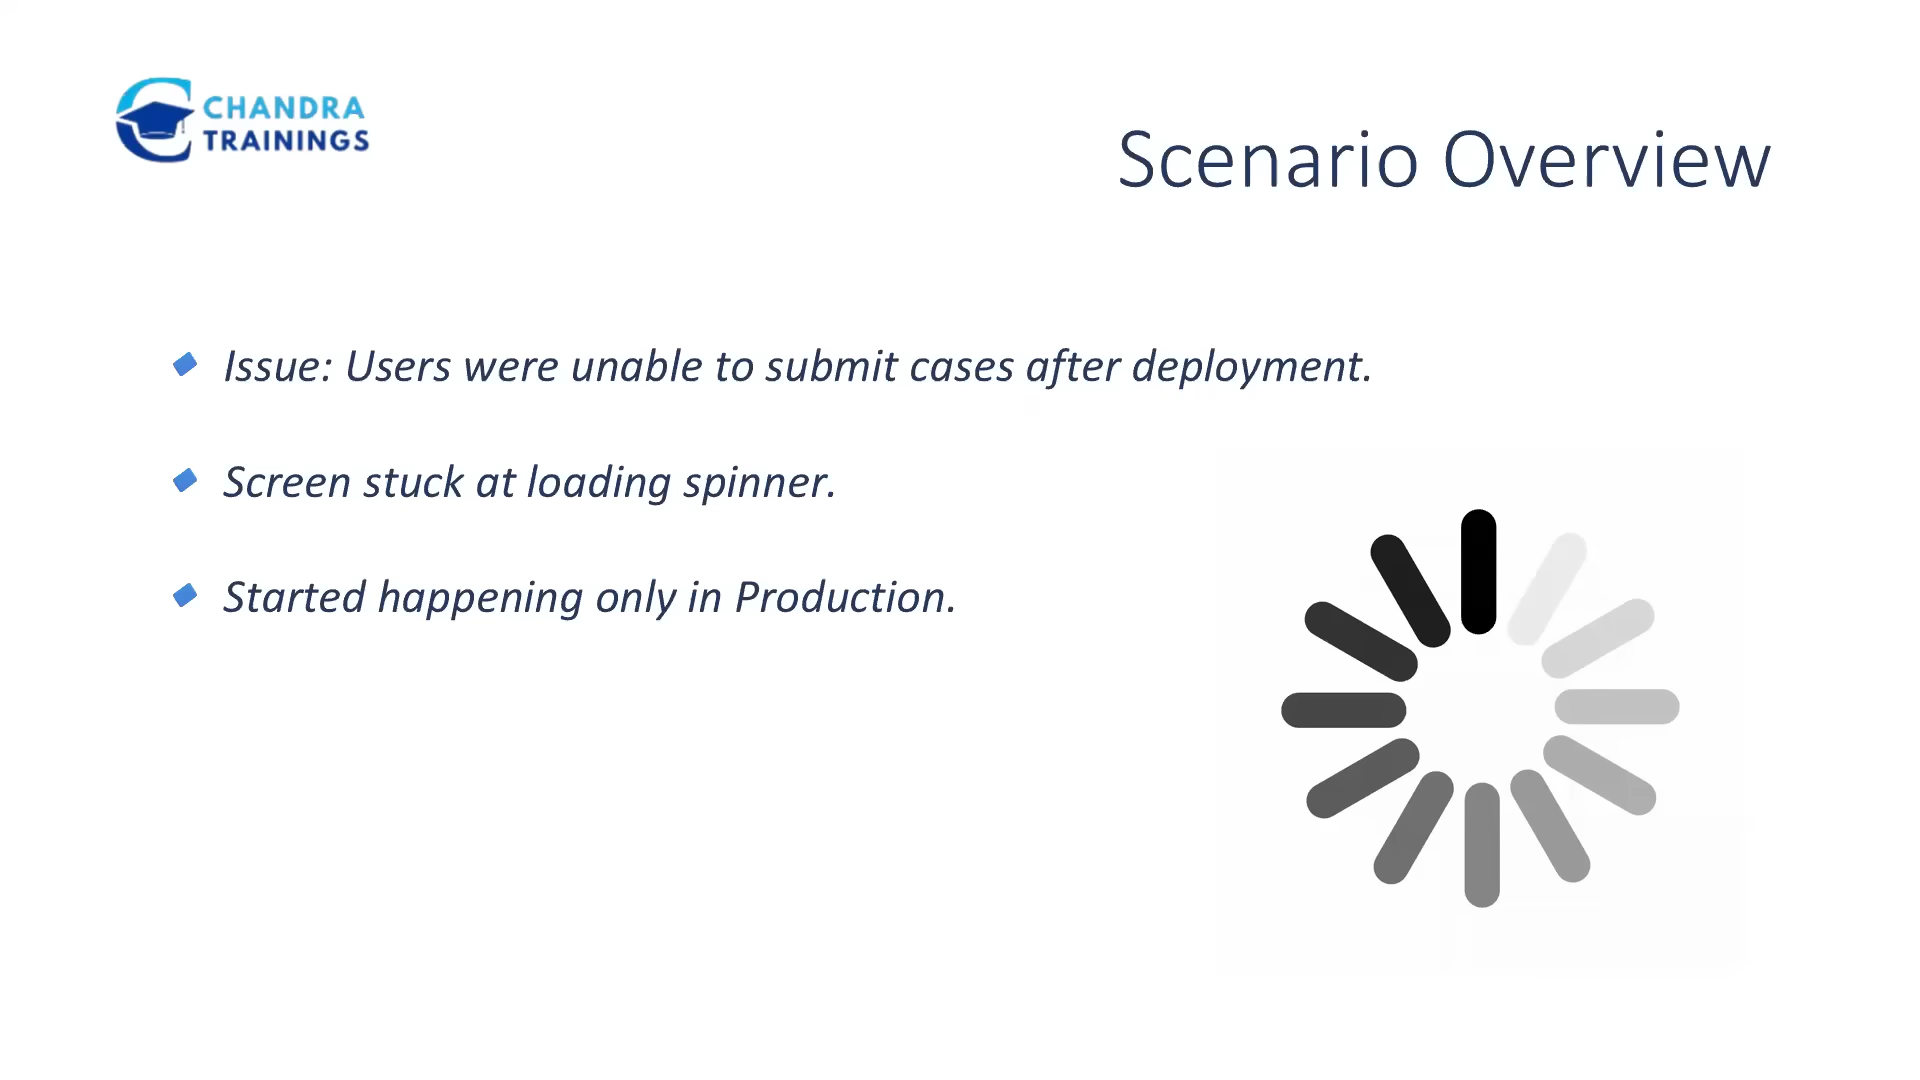 CHANDRA
TRAININGS
Scenario Overview
Issue: Users were unable to submit cases after deployment.
Screen stuck at loading spinner.
Started happening only in Production.